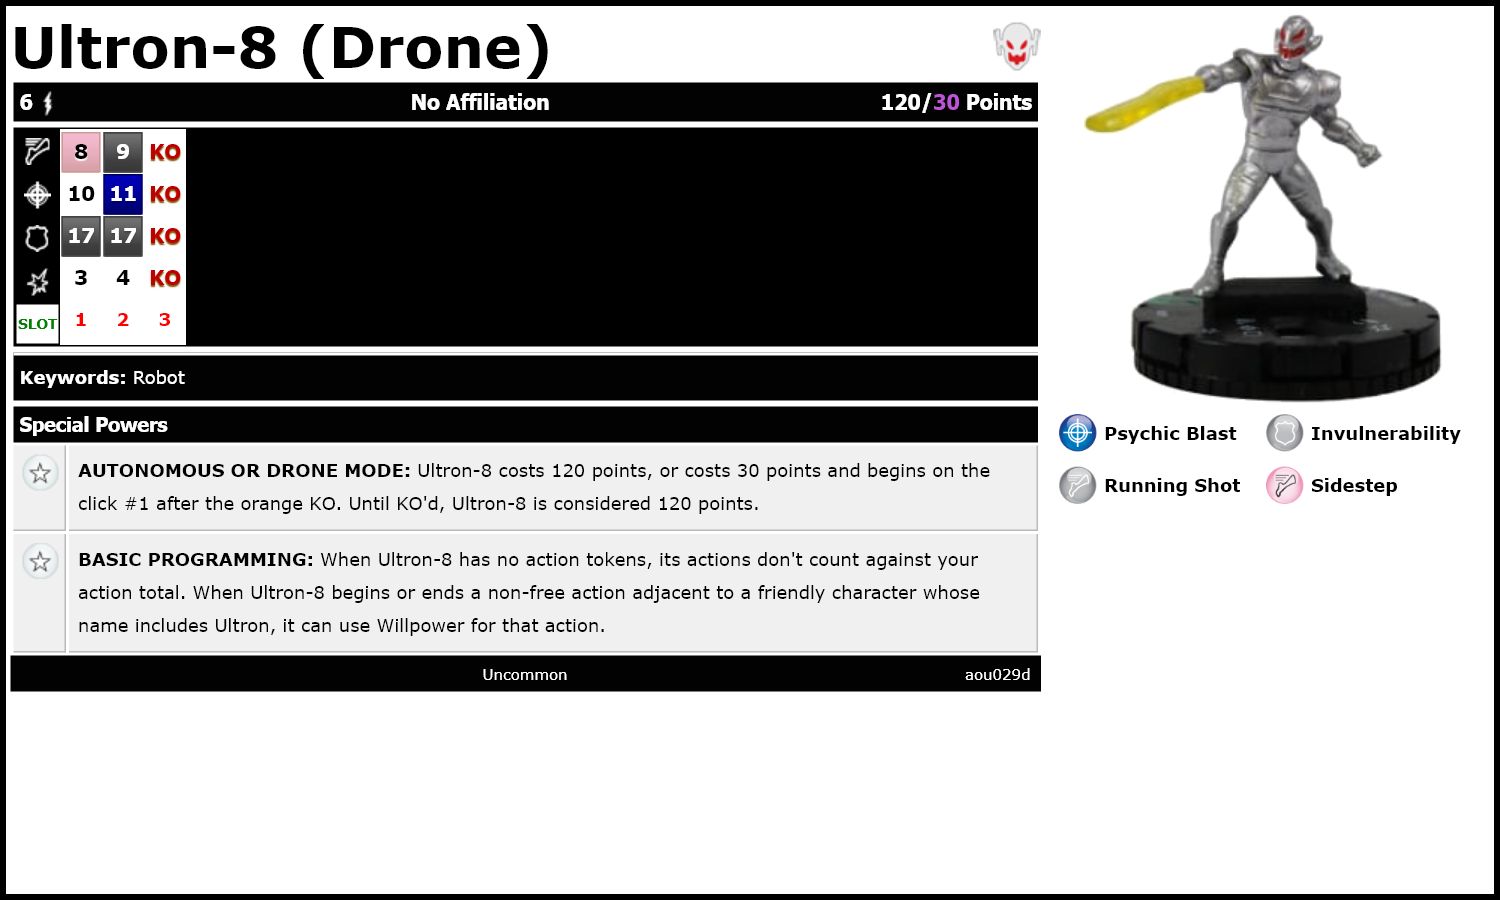 Ultron-8 (Drone)
6 No Affiliation 120/30 Points
8 9 KO
10 11 KO
17 17 KO
3 4 KO
SLOT 1 2 3
Keywords: Robot
Special Powers
AUTONOMOUS OR DRONE MODE: Ultron-8 costs 120 points, or costs 30 points and begins on the
click #1 after the orange KO. Until KO'd, Ultron-8 is considered 120 points.
BASIC PROGRAMMING: When Ultron-8 has no action tokens, its actions don't count against your
action total. When Ultron-8 begins or ends a non-free action adjacent to a friendly character whose
name includes Ultron, it can use Willpower for that action.
Uncommon aou029d
Psychic Blast Invulnerability
Running Shot Sidestep